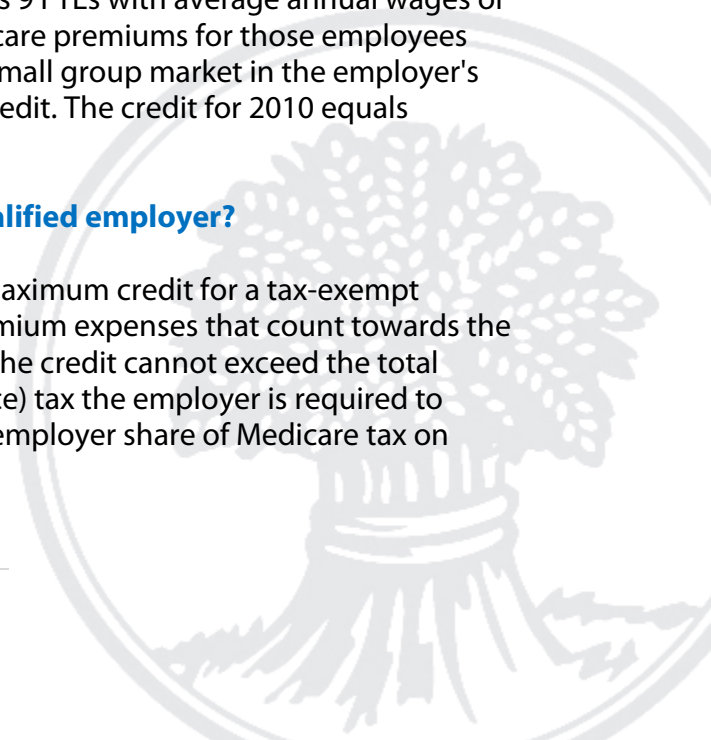 9 FTEs with average annual wages of
care premiums for those employees
small group market in the employer's
edit. The credit for 2010 equals
alified employer?
aximum credit for a tax-exempt
mium expenses that count towards the
he credit cannot exceed the total
te) tax the employer is required to
employer share of Medicare tax on